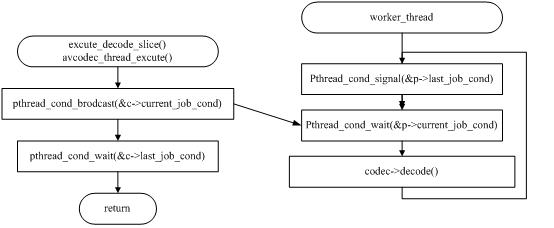 excute_decode_slice()
avcodec_thread_excute()
pthread_cond_brodcast(&c->current_job_cond)
pthread_cond_wait(&c->last_job_cond)
return
worker_thread
Pthread_cond_signal(&p->last_job_cond)
Pthread_cond_wait(&p->current_job_cond)
codec->decode()